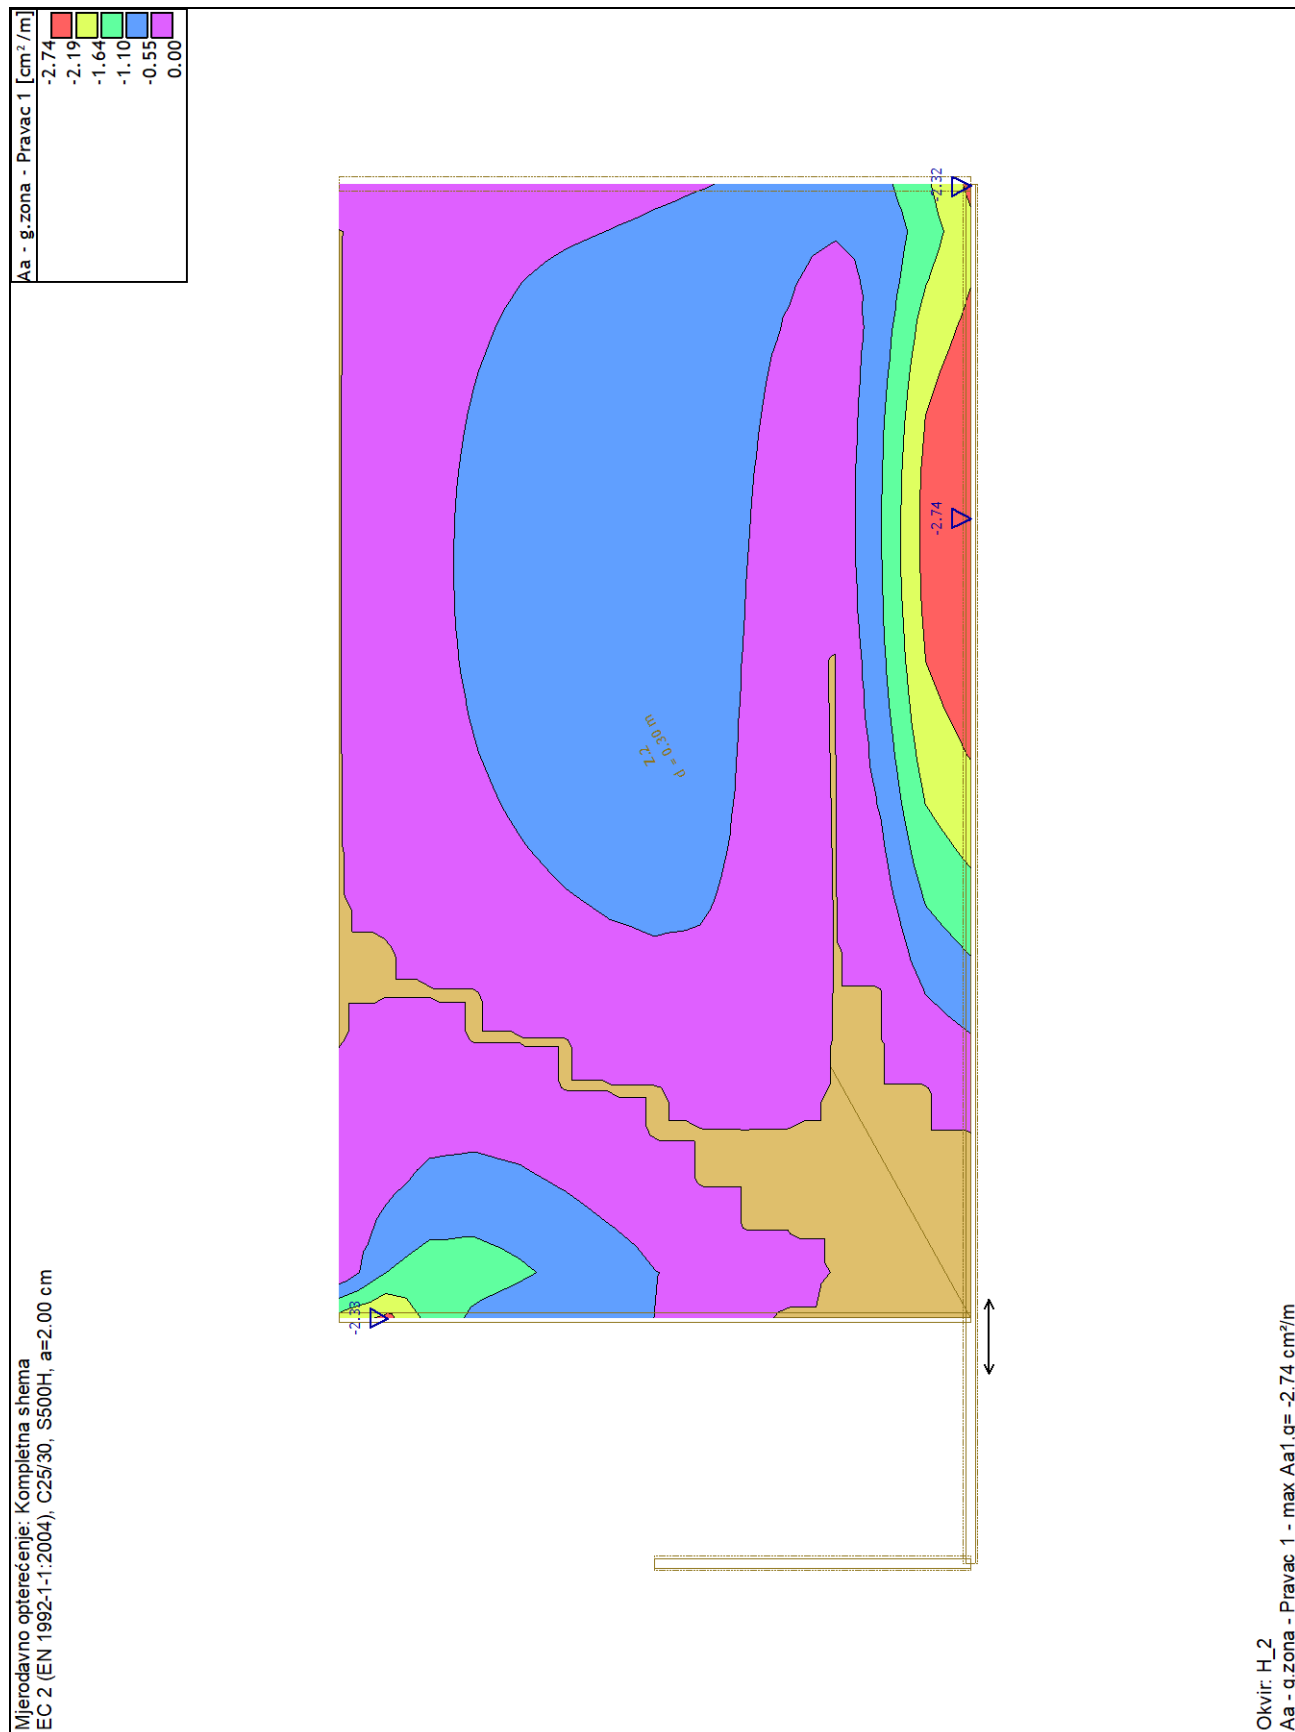 Aa - g.zona - Pravac 1 [cm²/m]
-2.74
-2.19
-1.64
-1.10
-0.55
0.00
-2.32
-2.74
Z.2
d = 0.30 m
-2.33
Mjerodavno opterećenje: Kompletna shema
EC 2 (EN 1992-1-1:2004), C25/30, S500H, a=2.00 cm
Okvir: H_2
Aa - g.zona - Pravac 1 - max Aa1,g= -2.74 cm²/m